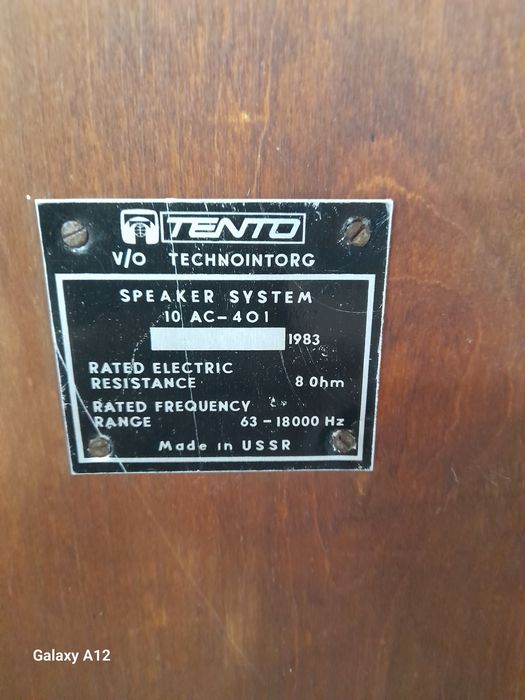 TENTO
V/O TECHNOINTORG
SPEAKER SYSTEM
10 AC-401
1983
RATED ELECTRIC
RESISTANCE 8 Ohm
RATED FREQUENCY
RANGE 63-18000 Hz
Made in USSR
Galaxy A12